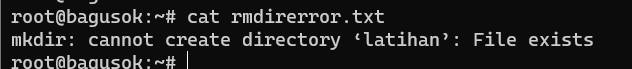 root@bagusok:~# cat rmdirerror.txt
mkdir: cannot create directory ‘latihan’: File exists
root@bagusok:~#